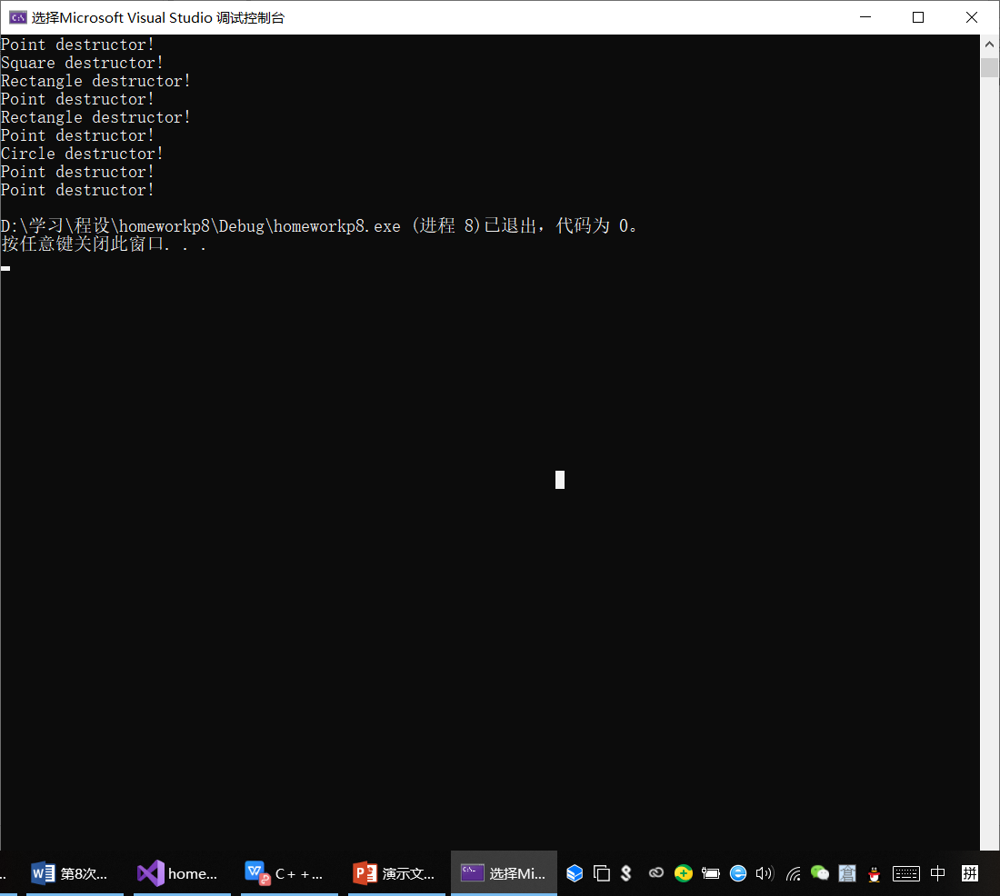 选择Microsoft Visual Studio 调试控制台
Point destructor!
Square destructor!
Rectangle destructor!
Point destructor!
Rectangle destructor!
Point destructor!
Circle destructor!
Point destructor!
Point destructor!
D:\学习\程设\homeworkp8\Debug\homeworkp8.exe (进程 8)已退出，代码为 0。
按任意键关闭此窗口. . .
... 第8次... home... C++... 演示文... 选择Mi... 倉 中 拼